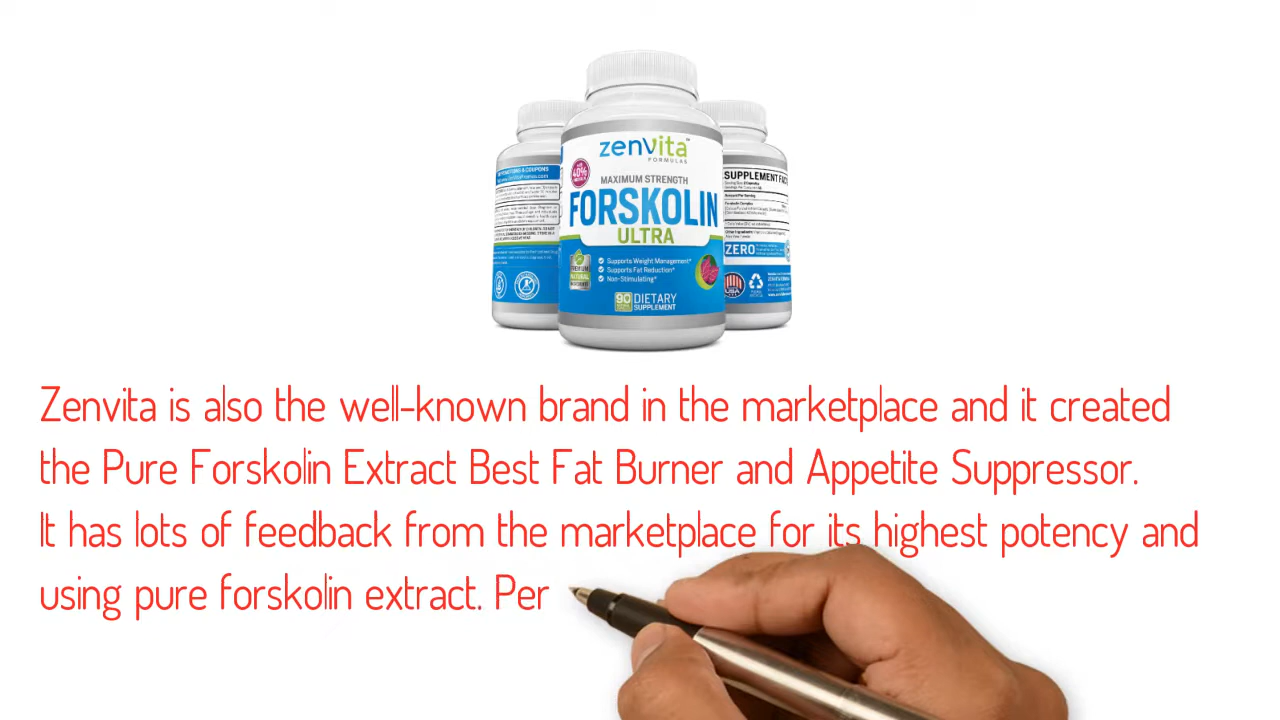 zenvita
FORMULAS
40%
MAXIMUM STRENGTH
FORSKOLIN
ULTRA
Supports Weight Management*
Supports Fat Reduction*
Non-Stimulating*
90
DIETARY
SUPPLEMENT
SUPPLEMENT FACTS
ZERO
USA
Zenvita is also the well-known brand in the marketplace and it created
the Pure Forskolin Extract Best Fat Burner and Appetite Suppressor.
It has lots of feedback from the marketplace for its highest potency and
using pure forskolin extract. Per